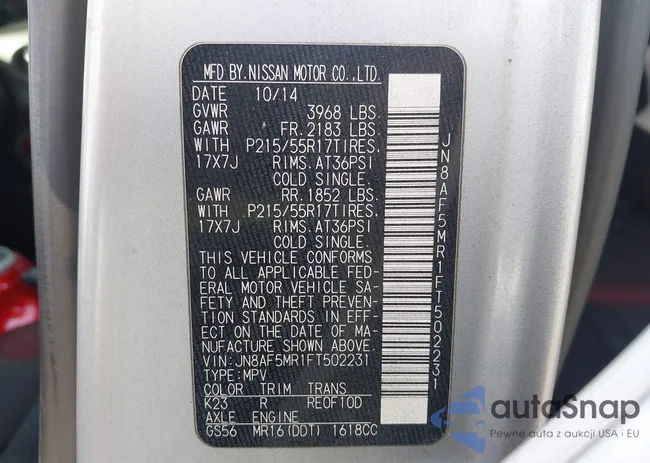 MFD BY.NISSAN MOTOR CO.,LTD.
DATE 10/14
GVWR 3968 LBS.
GAWR FR.2183 LBS.
WITH P215/55R17TIRES.
17X7J RIMS.AT36PSI
COLD SINGLE.
GAWR RR.1852 LBS.
WITH P215/55R17TIRES.
17X7J RIMS.AT36PSI
COLD SINGLE.
THIS VEHICLE CONFORMS
TO ALL APPLICABLE FED-
ERAL MOTOR VEHICLE SA-
FETY AND THEFT PREVEN-
TION STANDARDS IN EFF-
ECT ON THE DATE OF MA-
NUFACTURE SHOWN ABOVE.
VIN:JN8AF5MR1FT502231
TYPE:MPV
COLOR TRIM TRANS
K23 R RE0F10D
AXLE ENGINE
GS56 MR16(DDT) 1618CC
JN8AF5MR1FT502231
autoSnap
Pewne auta z aukcji USA i EU